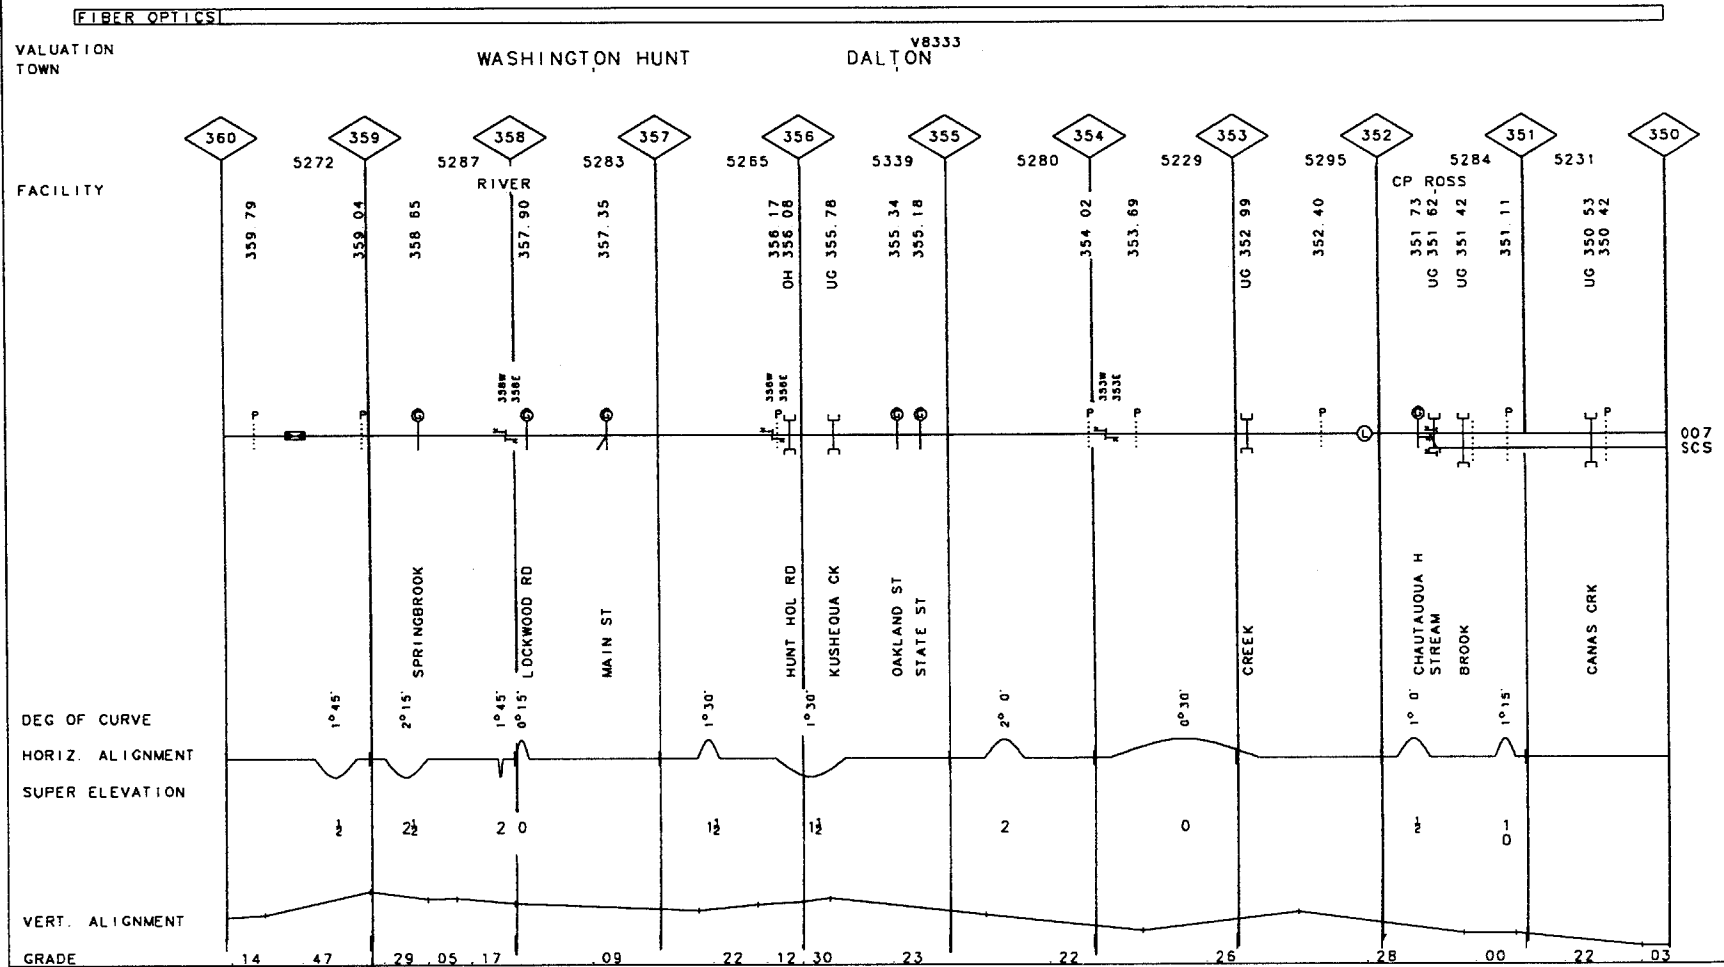 FIBER OPTICS
VALUATION V8333
TOWN WASHINGTON HUNT DALTON
360 359 358 357 356 355 354 353 352 351 350
5272 5287 5283 5265 5339 5280 5229 5295 5284 5231
FACILITY RIVER CP ROSS
359.79 359.04 358 65 357.90 357.35 356.17 OH 356 08 UG 355.78 355 34 355.18 354 02 353.69 UG 352 99 352.40 351 73 UG 351 62 UG 351 42 351.11 UG 350 53 350 42
358W 358E 356W 356E 353W 353E
P P G G G P G G P P P L G P P
007
SCS
SPRINGBROOK LOCKWOOD RD MAIN ST HUNT HOL RD KUSHEQUA CK OAKLAND ST STATE ST CREEK CHAUTAUQUA H STREAM BROOK CANAS CRK
DEG OF CURVE 1°45' 2°15' 1°45' 0°15' 1°30' 1°30' 2° 0' 0°30' 1° 0' 1°15'
HORIZ. ALIGNMENT
SUPER ELEVATION
½ 2½ 2 0 1½ 1½ 2 0 ½ 1
0
VERT. ALIGNMENT
GRADE .14 .47 .29 .05 .17 .09 .22 .12 .30 .23 .22 .26 .28 .00 .22 .03